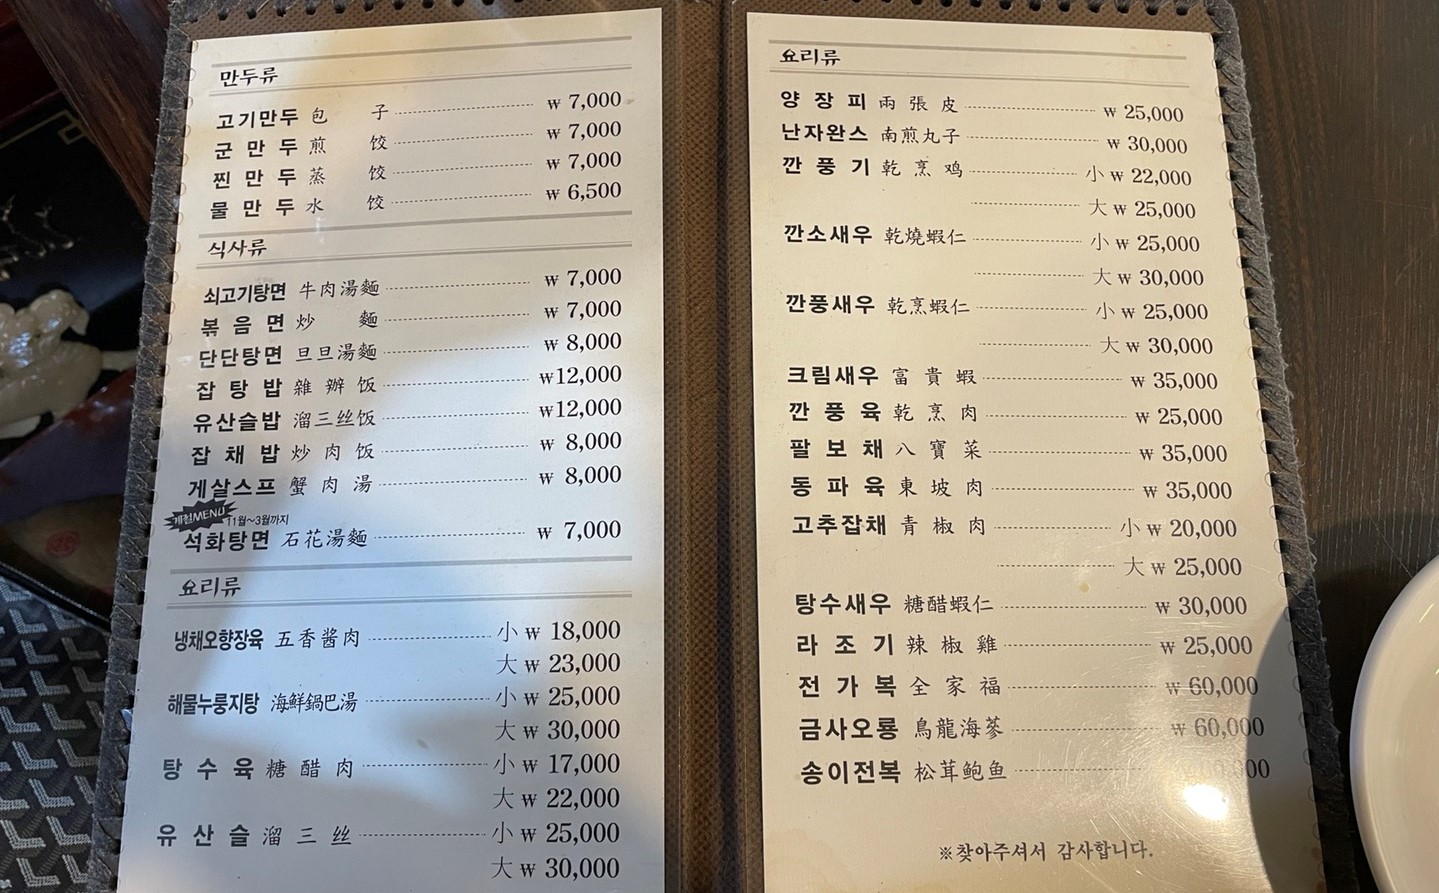 만두류
고기만두 包 子 ₩ 7,000
군만두 煎 饺 ₩ 7,000
찐만두 蒸 饺 ₩ 7,000
물만두 水 饺 ₩ 6,500
식사류
쇠고기탕면 牛肉湯麵 ₩ 7,000
볶음면 炒 麵 ₩ 7,000
단단탕면 旦旦湯麵 ₩ 8,000
잡탕밥 雜辦饭 ₩12,000
유산슬밥 溜三丝饭 ₩12,000
잡채밥 炒肉饭 ₩ 8,000
게살스프 蟹肉湯 ₩ 8,000
계절MENU 11월~3월까지
석화탕면 石花湯麵 ₩ 7,000
요리류
냉채오향장육 五香醬肉 小 ₩ 18,000
大 ₩ 23,000
해물누룽지탕 海鮮鍋巴湯 小 ₩ 25,000
大 ₩ 30,000
탕수육 糖醋肉 小 ₩ 17,000
大 ₩ 22,000
유산슬 溜三丝 小 ₩ 25,000
大 ₩ 30,000
요리류
양장피 兩張皮 ₩ 25,000
난자완스 南煎丸子 ₩ 30,000
깐풍기 乾烹鸡 小 ₩ 22,000
大 ₩ 25,000
깐소새우 乾燒蝦仁 小 ₩ 25,000
大 ₩ 30,000
깐풍새우 乾烹蝦仁 小 ₩ 25,000
大 ₩ 30,000
크림새우 富貴蝦 ₩ 35,000
깐풍육 乾烹肉 ₩ 25,000
팔보채 八寶菜 ₩ 35,000
동파육 東坡肉 ₩ 35,000
고추잡채 青椒肉 小 ₩ 20,000
大 ₩ 25,000
탕수새우 糖醋蝦仁 ₩ 30,000
라조기 辣椒雞 ₩ 25,000
전가복 全家福 ₩ 60,000
금사오룡 烏龍海蔘 ₩ 60,000
송이전복 松茸鲍鱼
※찾아주셔서 감사합니다.